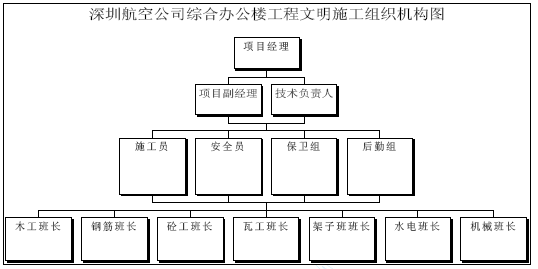 深圳航空公司综合办公楼工程文明施工组织机构图
项目经理
项目副经理
技术负责人
施工员
安全员
保卫组
后勤组
木工班长
钢筋班长
砼工班长
瓦工班长
架子班班长
水电班长
机械班长